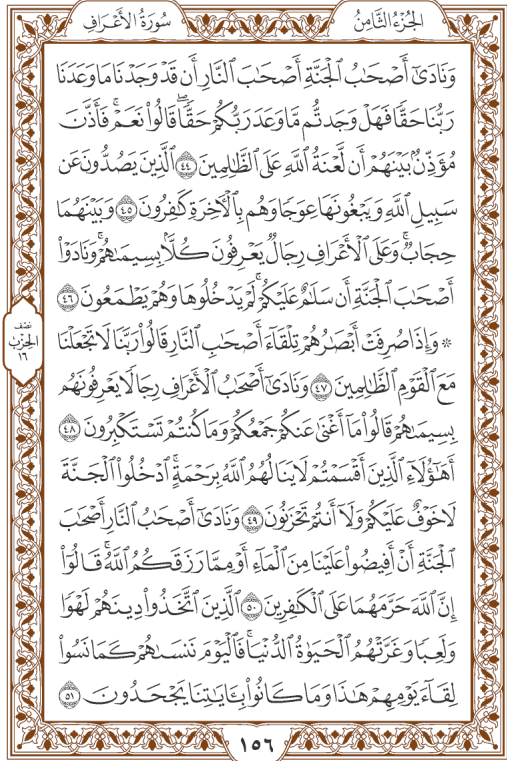 الجُزْءُ الثَّامِنُ
سُورَةُ الأَعْرَافِ
وَنَادَىٰٓ أَصْحَٰبُ ٱلْجَنَّةِ أَصْحَٰبَ ٱلنَّارِ أَن قَدْ وَجَدْنَا مَا وَعَدَنَا
رَبُّنَا حَقًّا فَهَلْ وَجَدتُّم مَّا وَعَدَ رَبُّكُمْ حَقًّا ۖ قَالُوا۟ نَعَمْ ۚ فَأَذَّنَ
مُؤَذِّنٌۢ بَيْنَهُمْ أَن لَّعْنَةُ ٱللَّهِ عَلَى ٱلظَّٰلِمِينَ ٤٤ ٱلَّذِينَ يَصُدُّونَ عَن
سَبِيلِ ٱللَّهِ وَيَبْغُونَهَا عِوَجًا وَهُم بِٱلْءَاخِرَةِ كَٰفِرُونَ ٤٥ وَبَيْنَهُمَا
حِجَابٌ ۚ وَعَلَى ٱلْأَعْرَافِ رِجَالٌ يَعْرِفُونَ كُلًّۢا بِسِيمَىٰهُمْ ۚ وَنَادَوْا۟
أَصْحَٰبَ ٱلْجَنَّةِ أَن سَلَٰمٌ عَلَيْكُمْ ۚ لَمْ يَدْخُلُوهَا وَهُمْ يَطْمَعُونَ ٤٦
۞ وَإِذَا صُرِفَتْ أَبْصَٰرُهُمْ تِلْقَآءَ أَصْحَٰبِ ٱلنَّارِ قَالُوا۟ رَبَّنَا لَا تَجْعَلْنَا
مَعَ ٱلْقَوْمِ ٱلظَّٰلِمِينَ ٤٧ وَنَادَىٰٓ أَصْحَٰبُ ٱلْأَعْرَافِ رِجَالًا يَعْرِفُونَهُم
بِسِيمَىٰهُمْ قَالُوا۟ مَآ أَغْنَىٰ عَنكُمْ جَمْعُكُمْ وَمَا كُنتُمْ تَسْتَكْبِرُونَ ٤٨
أَهَٰٓؤُلَآءِ ٱلَّذِينَ أَقْسَمْتُمْ لَا يَنَالُهُمُ ٱللَّهُ بِرَحْمَةٍ ۚ ٱدْخُلُوا۟ ٱلْجَنَّةَ
لَا خَوْفٌ عَلَيْكُمْ وَلَآ أَنتُمْ تَحْزَنُونَ ٤٩ وَنَادَىٰٓ أَصْحَٰبُ ٱلنَّارِ أَصْحَٰبَ
ٱلْجَنَّةِ أَنْ أَفِيضُوا۟ عَلَيْنَا مِنَ ٱلْمَآءِ أَوْ مِمَّا رَزَقَكُمُ ٱللَّهُ ۚ قَالُوٓا۟
إِنَّ ٱللَّهَ حَرَّمَهُمَا عَلَى ٱلْكَٰفِرِينَ ٥٠ ٱلَّذِينَ ٱتَّخَذُوا۟ دِينَهُمْ لَهْوًا
وَلَعِبًا وَغَرَّتْهُمُ ٱلْحَيَوٰةُ ٱلدُّنْيَا ۚ فَٱلْيَوْمَ نَنسَىٰهُمْ كَمَا نَسُوا۟
لِقَآءَ يَوْمِهِمْ هَٰذَا وَمَا كَانُوا۟ بِـَٔايَٰتِنَا يَجْحَدُونَ ٥١
نصف
الحزب
١٦
١٥٦